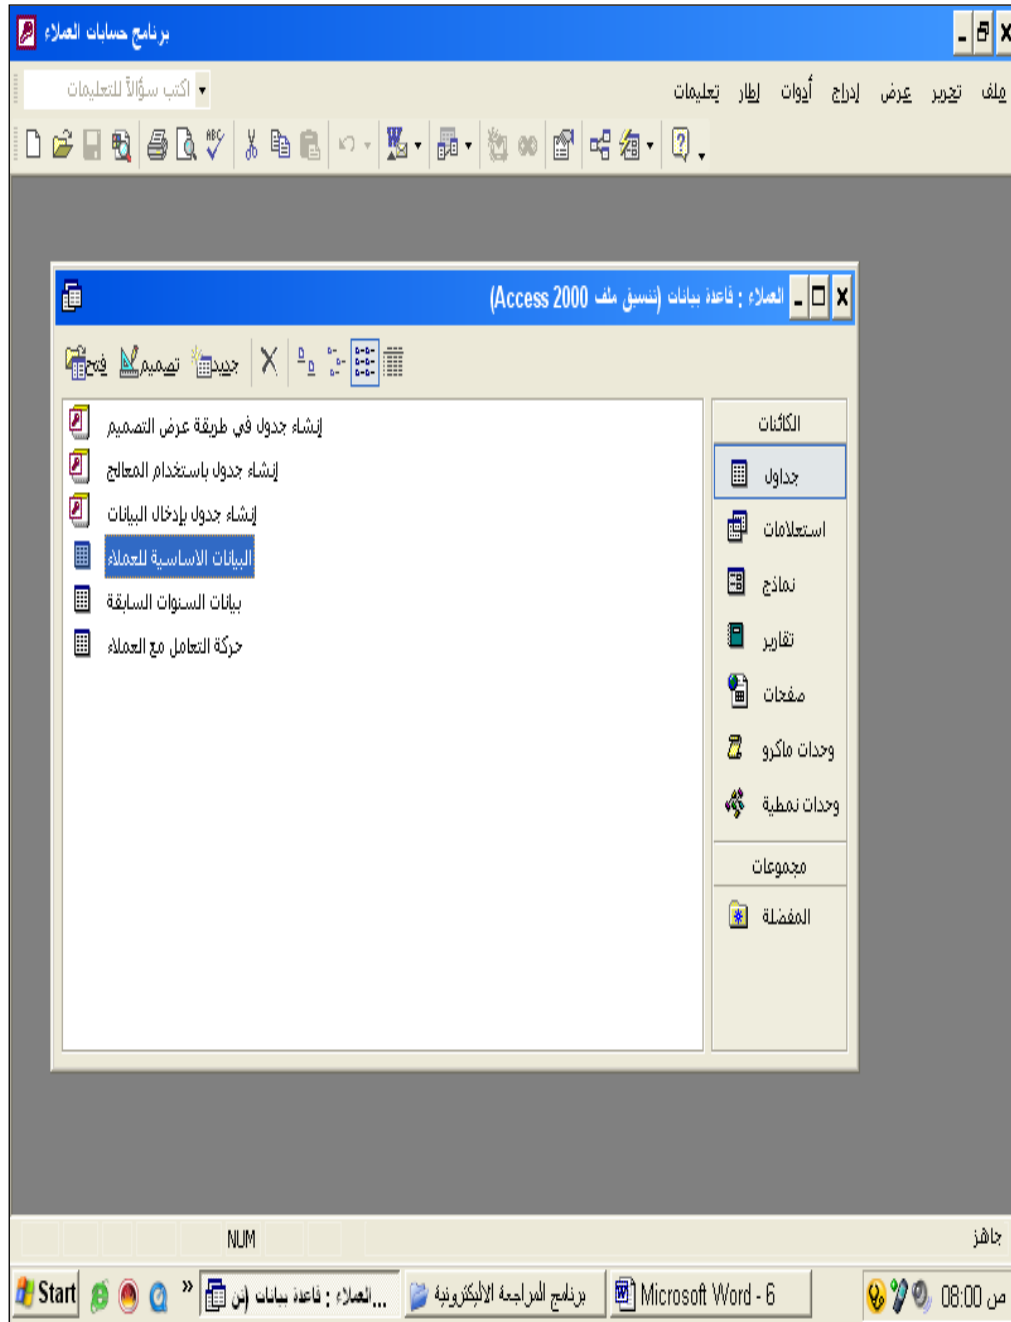 برنامج حسابات العملاء
ملف تحرير عرض إدراج أدوات إطار تعليمات
اكتب سؤالاً للتعليمات
العملاء : قاعدة بيانات (تنسيق ملف Access 2000)
فتح تصميم جديد
إنشاء جدول في طريقة عرض التصميم
إنشاء جدول باستخدام المعالج
إنشاء جدول بإدخال البيانات
البيانات الاساسية للعملاء
بيانات السنوات السابقة
حركة التعامل مع العملاء
الكائنات
جداول
استعلامات
نماذج
تقارير
صفحات
وحدات ماكرو
وحدات نمطية
مجموعات
المفضلة
جاهز
NUM
Start
العملاء : قاعدة بيانات (تن...
برنامج المراجعة الاليكترونية
Microsoft Word - 6
08:00 ص